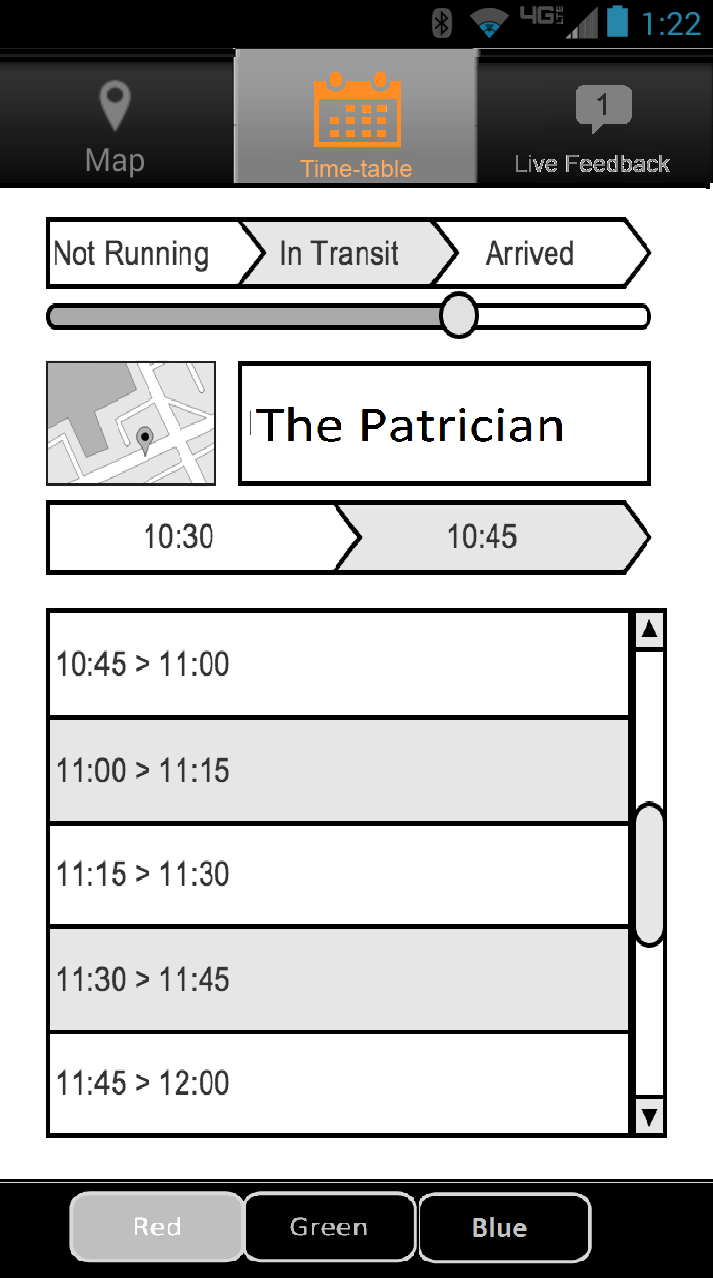 4G LTE 1:22
Map
Time-table
1
Live Feedback
Not Running In Transit Arrived
The Patrician
10:30 10:45
10:45 > 11:00
11:00 > 11:15
11:15 > 11:30
11:30 > 11:45
11:45 > 12:00
Red Green Blue